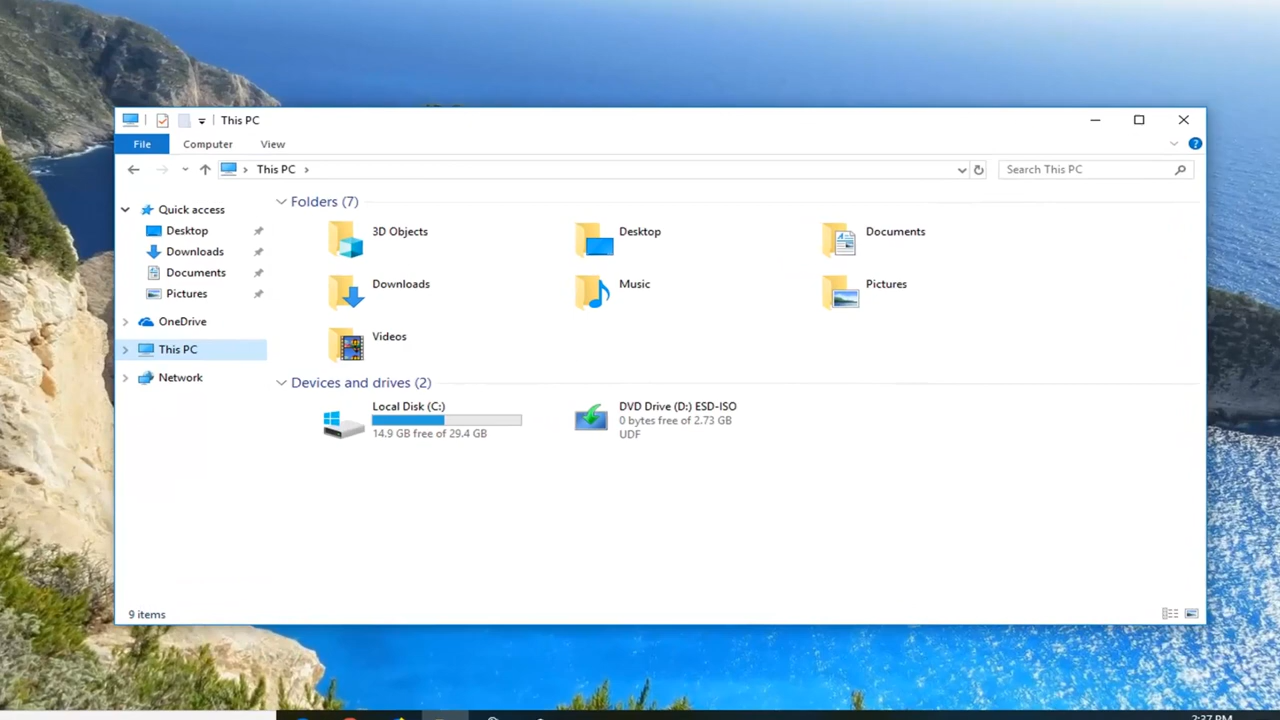 This PC
File Computer View
This PC
Search This PC
Quick access
Desktop
Downloads
Documents
Pictures
OneDrive
This PC
Network
Folders (7)
3D Objects
Desktop
Documents
Downloads
Music
Pictures
Videos
Devices and drives (2)
Local Disk (C:)
14.9 GB free of 29.4 GB
DVD Drive (D:) ESD-ISO
0 bytes free of 2.73 GB
UDF
9 items
2:37 PM